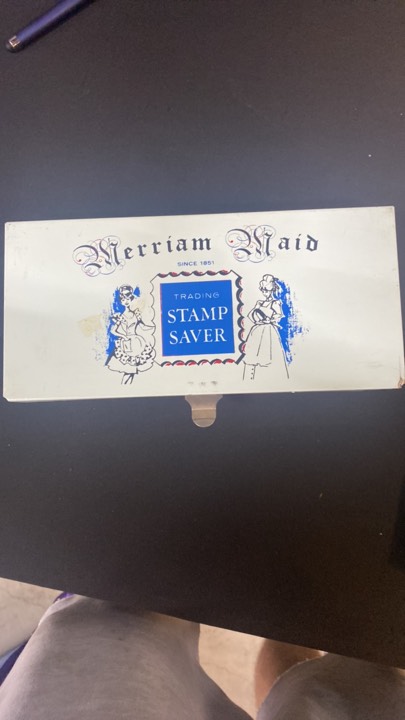 Merriam Maid
SINCE 1851
TRADING
STAMP
SAVER